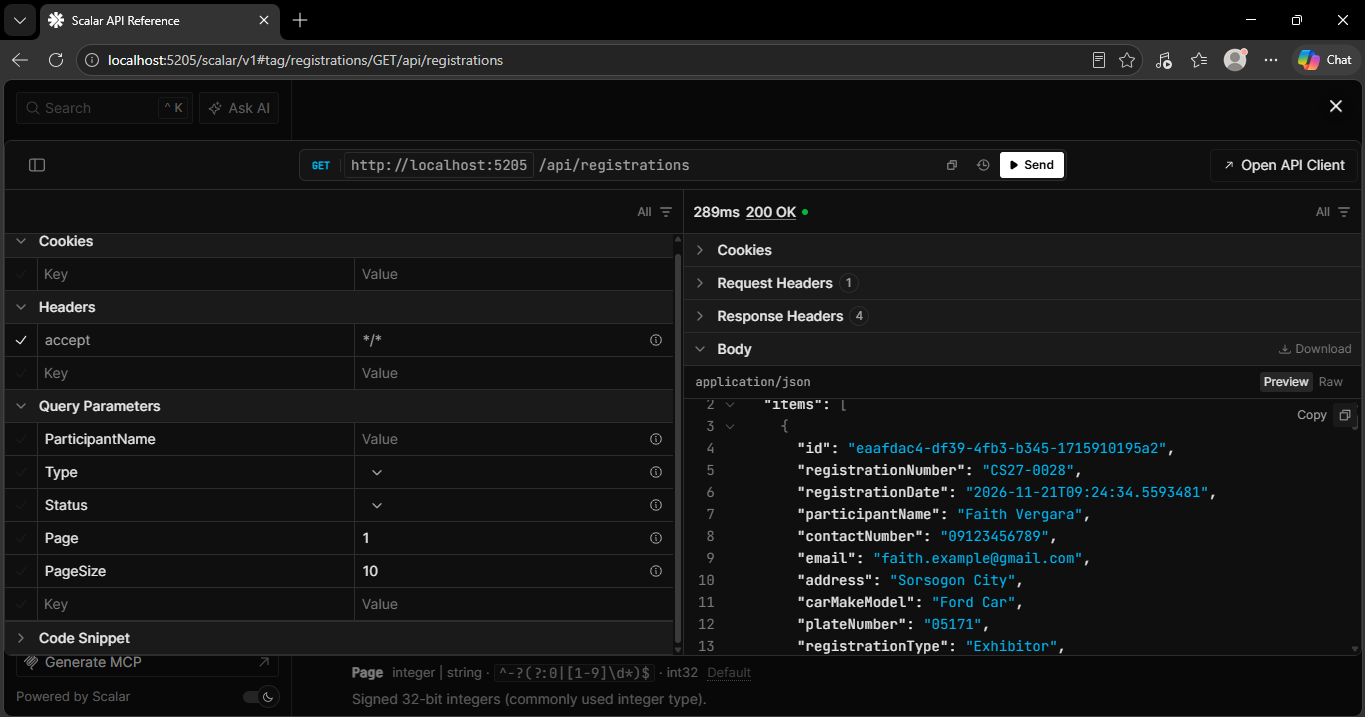 Scalar API Reference
localhost:5205/scalar/v1#tag/registrations/GET/api/registrations
Chat
Search ^ K
Ask AI
GET http://localhost:5205 /api/registrations
Send
Open API Client
All
289ms 200 OK
All
Cookies
Key Value
Headers
accept */*
Key Value
Query Parameters
ParticipantName Value
Type
Status
Page 1
PageSize 10
Key Value
Code Snippet
Cookies
Request Headers 1
Response Headers 4
Body Download
application/json Preview Raw
Copy
2 "items": [
3 {
4 "id": "eaafdac4-df39-4fb3-b345-1715910195a2",
5 "registrationNumber": "CS27-0028",
6 "registrationDate": "2026-11-21T09:24:34.5593481",
7 "participantName": "Faith Vergara",
8 "contactNumber": "09123456789",
9 "email": "faith.example@gmail.com",
10 "address": "Sorsogon City",
11 "carMakeModel": "Ford Car",
12 "plateNumber": "05171",
13 "registrationType": "Exhibitor",
Generate MCP
Powered by Scalar
Page integer | string · ^-?(?:0|[1-9]\d*)$ · int32 Default
Signed 32-bit integers (commonly used integer type).